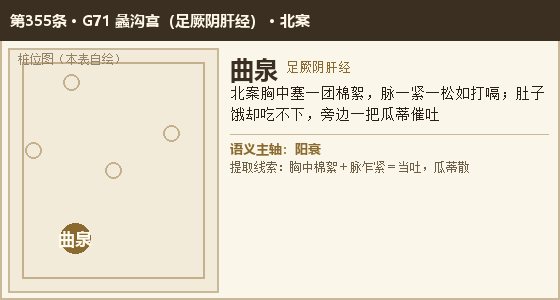 第355条・G71 蠡沟宫（足厥阴肝经）・北案
桩位图（本表自绘）
曲泉
曲泉 足厥阴肝经
北案胸中塞一团棉絮，脉一紧一松如打嗝；肚子
饿却吃不下，旁边一把瓜蒂催吐
语义主轴：阳衰
提取线索：胸中棉絮＋脉乍紧＝当吐，瓜蒂散